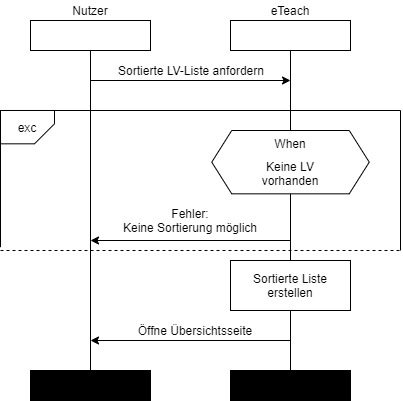 Nutzer
eTeach
Sortierte LV-Liste anfordern
exc
When
Keine LV
vorhanden
Fehler:
Keine Sortierung möglich
Sortierte Liste
erstellen
Öffne Übersichtsseite